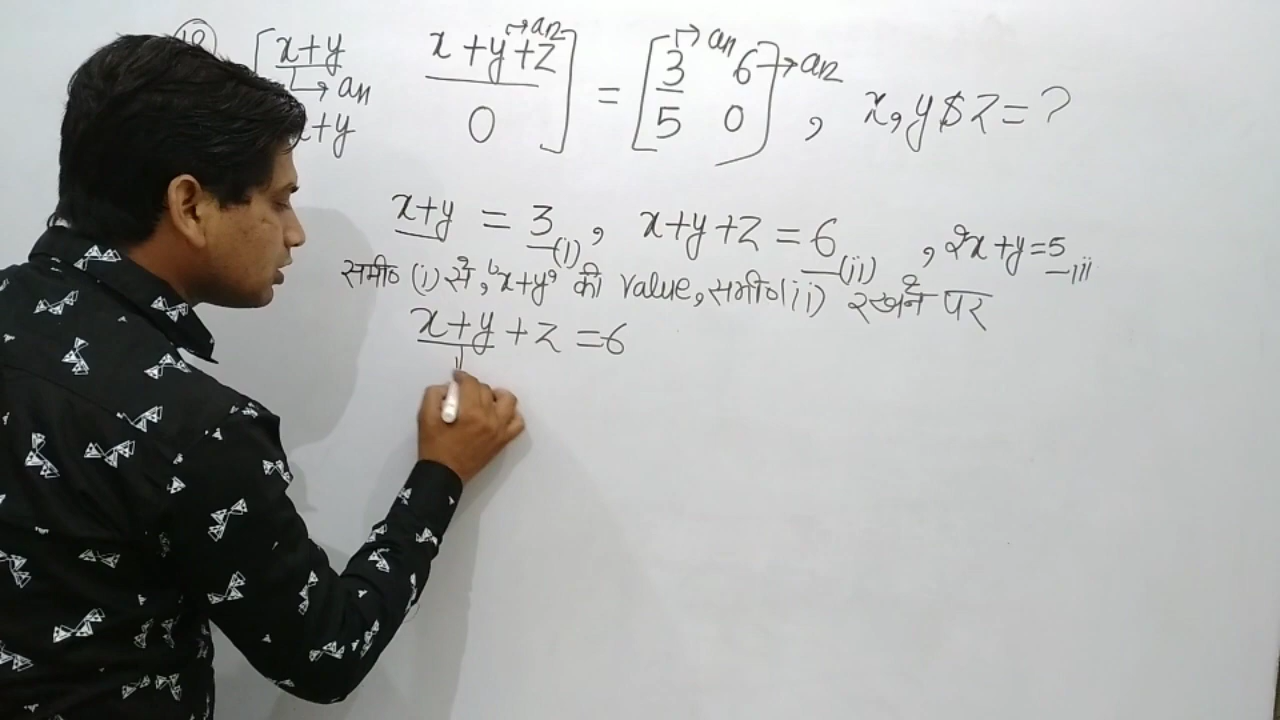 x+y x+y+z → a12 = 3 → a11 6 → a12 , x,y $ z = ?
→ a11
x+y 0 5 0
x+y = 3 —(i) , x+y+z = 6 —(ii) , 2x+y=5 —iii
समी० (i) से, "x+y" की value, समी० (ii) रखने पर
x+y+z=6